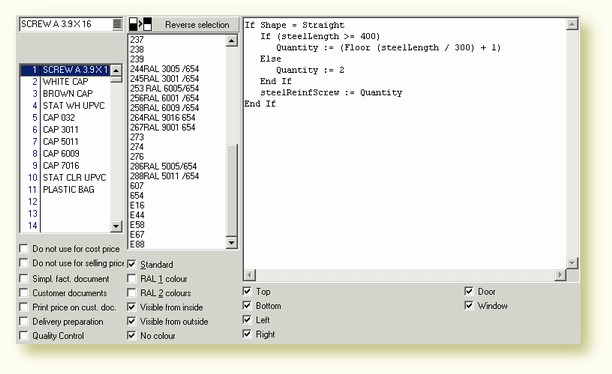 SCREW A 3.9 X 16
Reverse selection
1 SCREW A 3.9 X 1
2 WHITE CAP
3 BROWN CAP
4 STAT WH UPVC
5 CAP 032
6 CAP 3011
7 CAP 5011
8 CAP 6009
9 CAP 7016
10 STAT CLR UPVC
11 PLASTIC BAG
12
13
14
237
238
239
244RAL 3005 /654
245RAL 3001 /654
253 RAL 6005/654
256RAL 6001 /654
258RAL 6009 /654
264RAL 9016 654
267RAL 9001 654
273
274
276
286RAL 5005/654
288RAL 5011 /654
607
654
E16
E44
E58
E67
E88
If Shape = Straight
If (steelLength >= 400)
Quantity := (Floor (steelLength / 300) + 1)
Else
Quantity := 2
End If
steelReinfScrew := Quantity
End If
Do not use for cost price
Do not use for selling price
Simpl. fact. document
Customer documents
Print price on cust. doc.
Delivery preparation
Quality Control
Standard
RAL 1 colour
RAL 2 colours
Visible from inside
Visible from outside
No colour
Top
Bottom
Left
Right
Door
Window